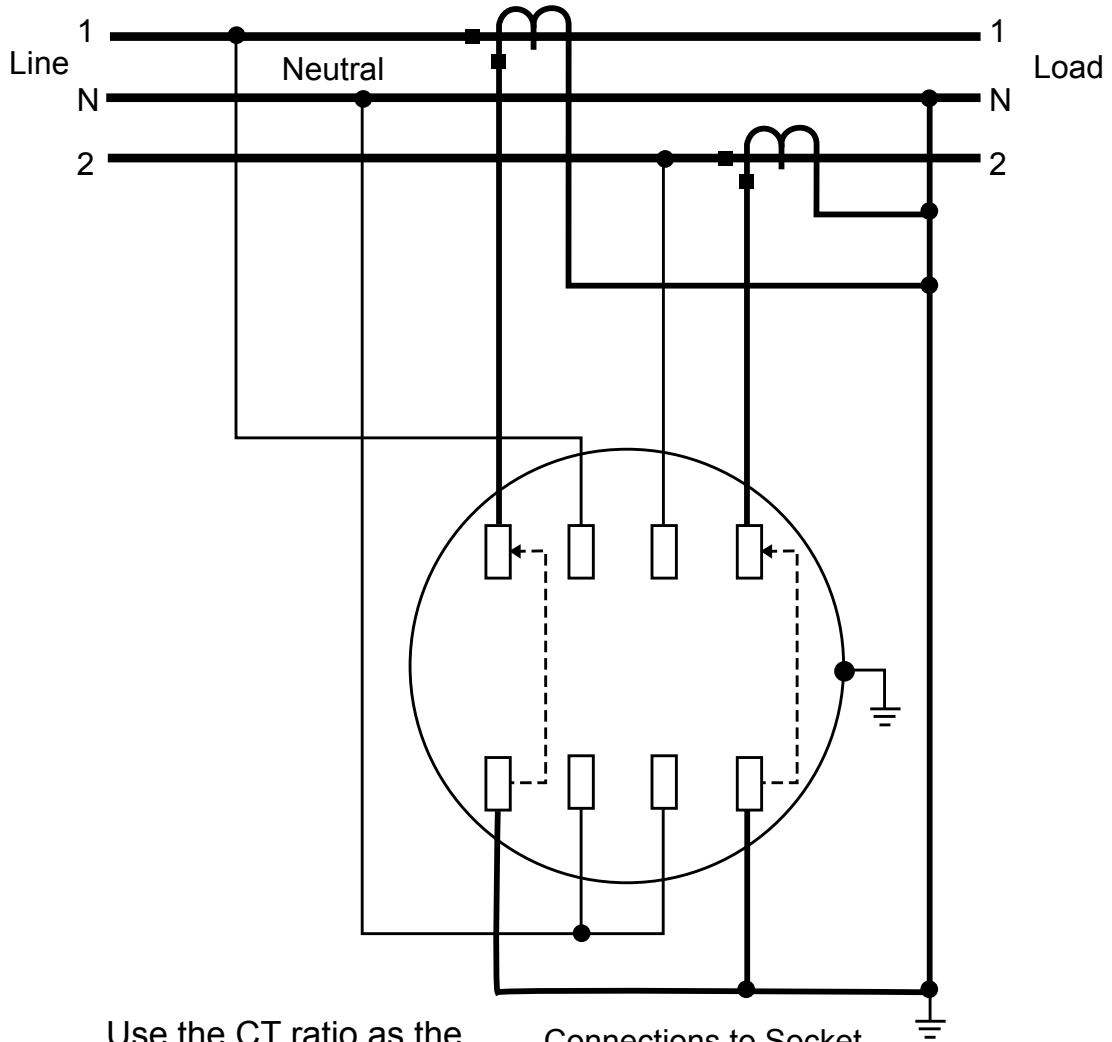 1
1
Line
Neutral
Load
N
N
2
2
Use the CT ratio as the
Connections to Socket